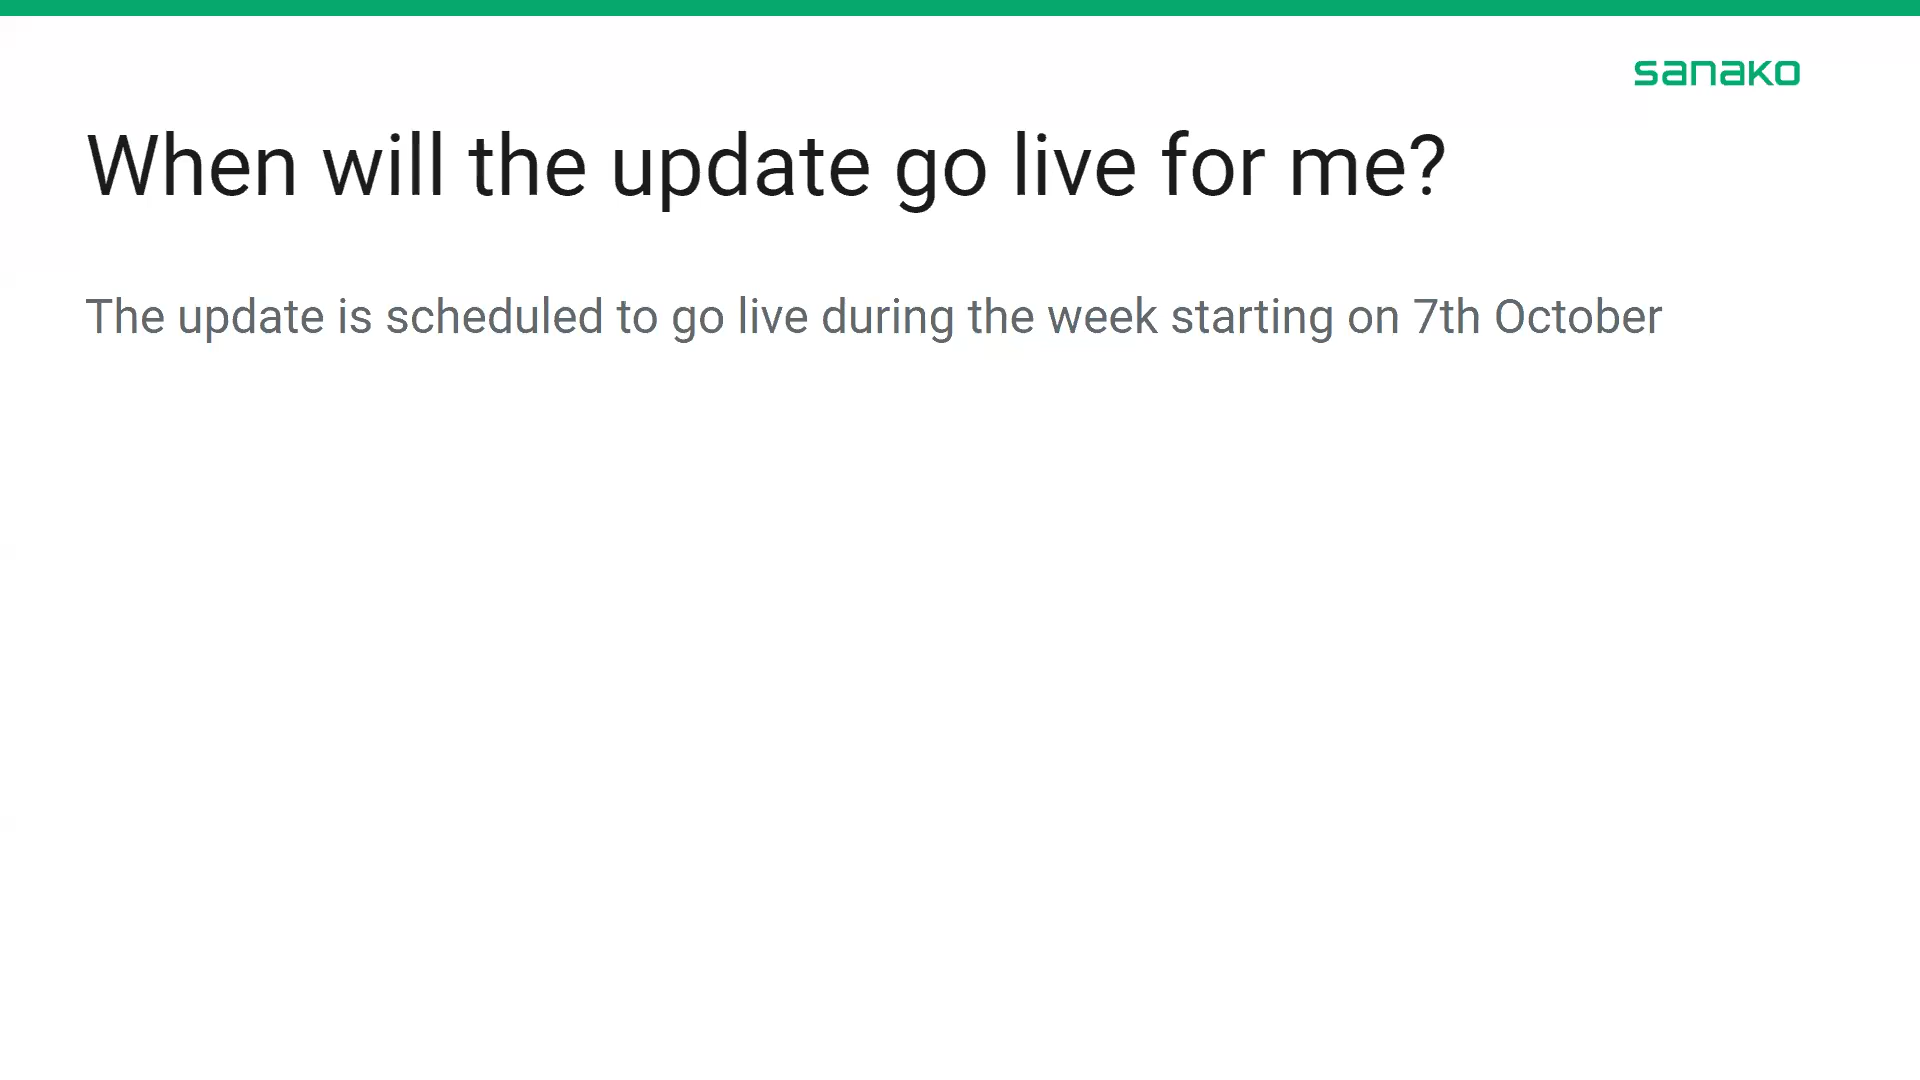 sanako
When will the update go live for me?
The update is scheduled to go live during the week starting on 7th October